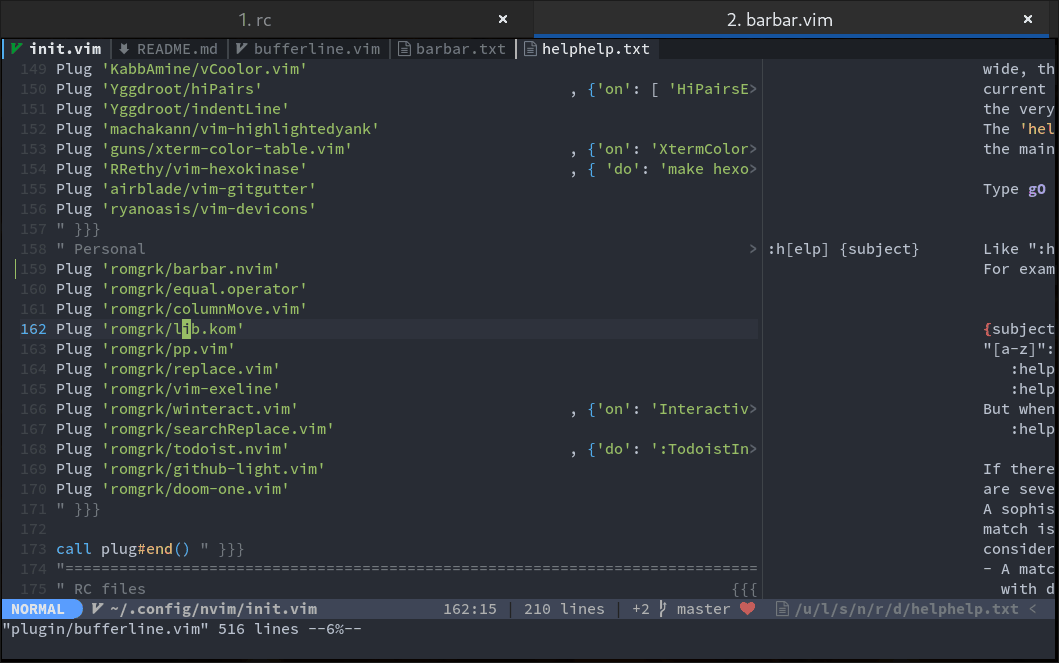 1. rc × 2. barbar.vim ×
init.vim README.md bufferline.vim barbar.txt helphelp.txt
149 Plug 'KabbAmine/vCoolor.vim' wide, th
150 Plug 'Yggdroot/hiPairs' , {'on': [ 'HiPairsE> current
151 Plug 'Yggdroot/indentLine' the very
152 Plug 'machakann/vim-highlightedyank' The 'hel
153 Plug 'guns/xterm-color-table.vim' , {'on': 'XtermColor> the main
154 Plug 'RRethy/vim-hexokinase' , { 'do': 'make hexo>
155 Plug 'airblade/vim-gitgutter' Type gO
156 Plug 'ryanoasis/vim-devicons'
157 " }}}
158 " Personal > :h[elp] {subject} Like ":h
159 Plug 'romgrk/barbar.nvim' For exam
160 Plug 'romgrk/equal.operator'
161 Plug 'romgrk/columnMove.vim'
162 Plug 'romgrk/lib.kom' {subject
163 Plug 'romgrk/pp.vim' "[a-z]":
164 Plug 'romgrk/replace.vim' :help
165 Plug 'romgrk/vim-exeline' :help
166 Plug 'romgrk/winteract.vim' , {'on': 'Interactiv> But when
167 Plug 'romgrk/searchReplace.vim' :help
168 Plug 'romgrk/todoist.nvim' , {'do': ':TodoistIn>
169 Plug 'romgrk/github-light.vim' If there
170 Plug 'romgrk/doom-one.vim' are seve
171 " }}} A sophis
172 match is
173 call plug#end() " }}} consider
174 "============================================================================== - A matc
175 " RC files {{{ with d
NORMAL ~/.config/nvim/init.vim 162:15 210 lines +2 master /u/l/s/n/r/d/helphelp.txt <
"plugin/bufferline.vim" 516 lines --6%--